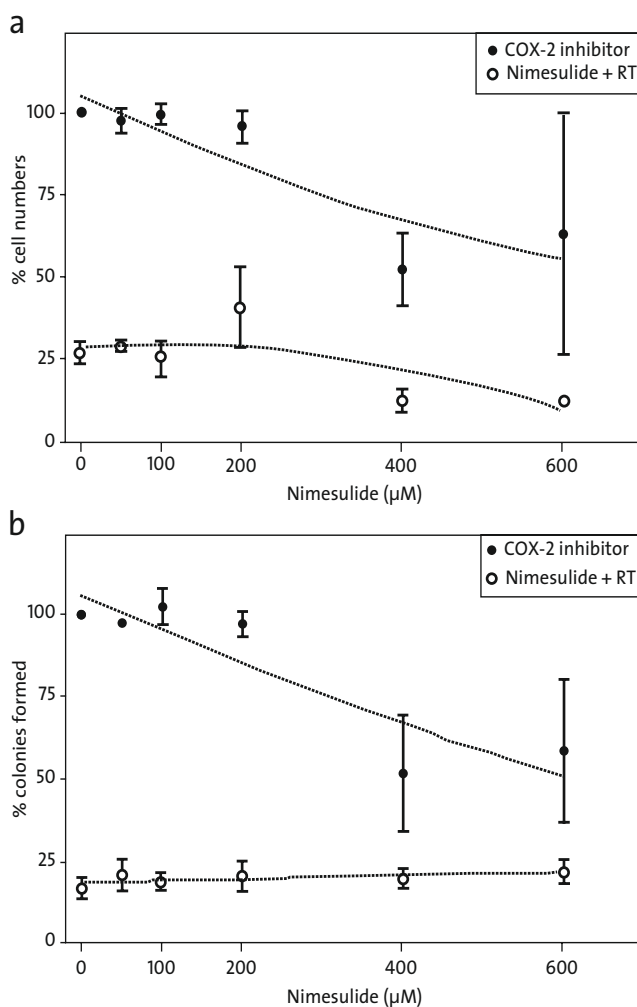 a
COX-2 inhibitor
Nimesulide + RT
100
75
50
25
0
% cell numbers
0 100 200 400 600
Nimesulide (µM)
b
COX-2 inhibitor
Nimesulide + RT
100
75
50
25
0
% colonies formed
0 100 200 400 600
Nimesulide (µM)